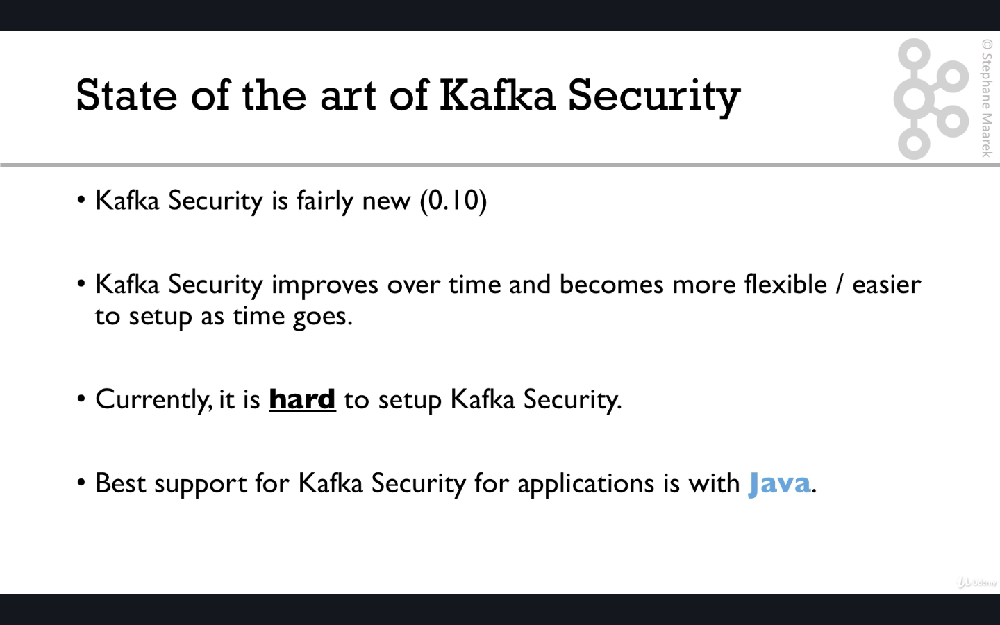 State of the art of Kafka Security
© Stephane Maarek
• Kafka Security is fairly new (0.10)
• Kafka Security improves over time and becomes more flexible / easier
to setup as time goes.
• Currently, it is hard to setup Kafka Security.
• Best support for Kafka Security for applications is with Java.
Udemy